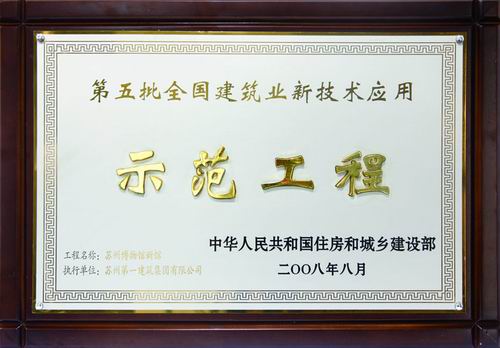 第五批全国建筑业新技术应用
示范工程
中华人民共和国住房和城乡建设部
工程名称：苏州博物馆新馆
执行单位：苏州第一建筑集团有限公司
二〇〇八年八月